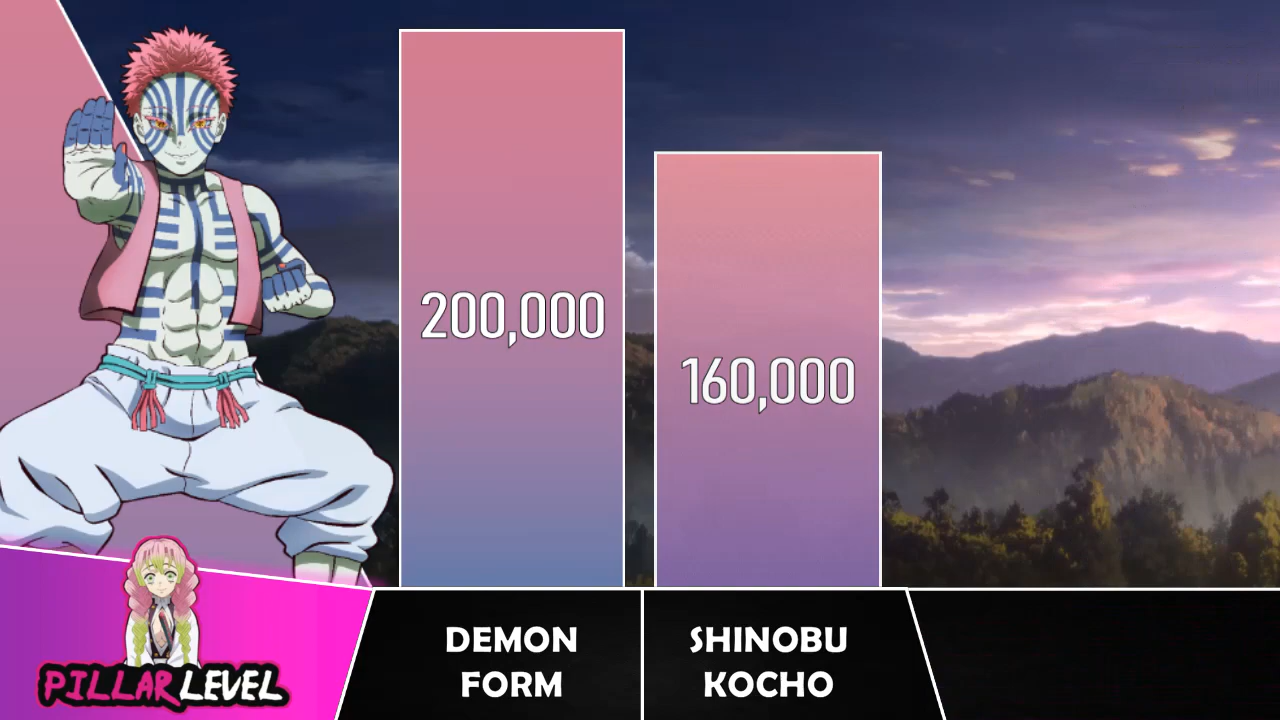 200,000
160,000
DEMON
FORM
SHINOBU
KOCHO
PILLAR LEVEL